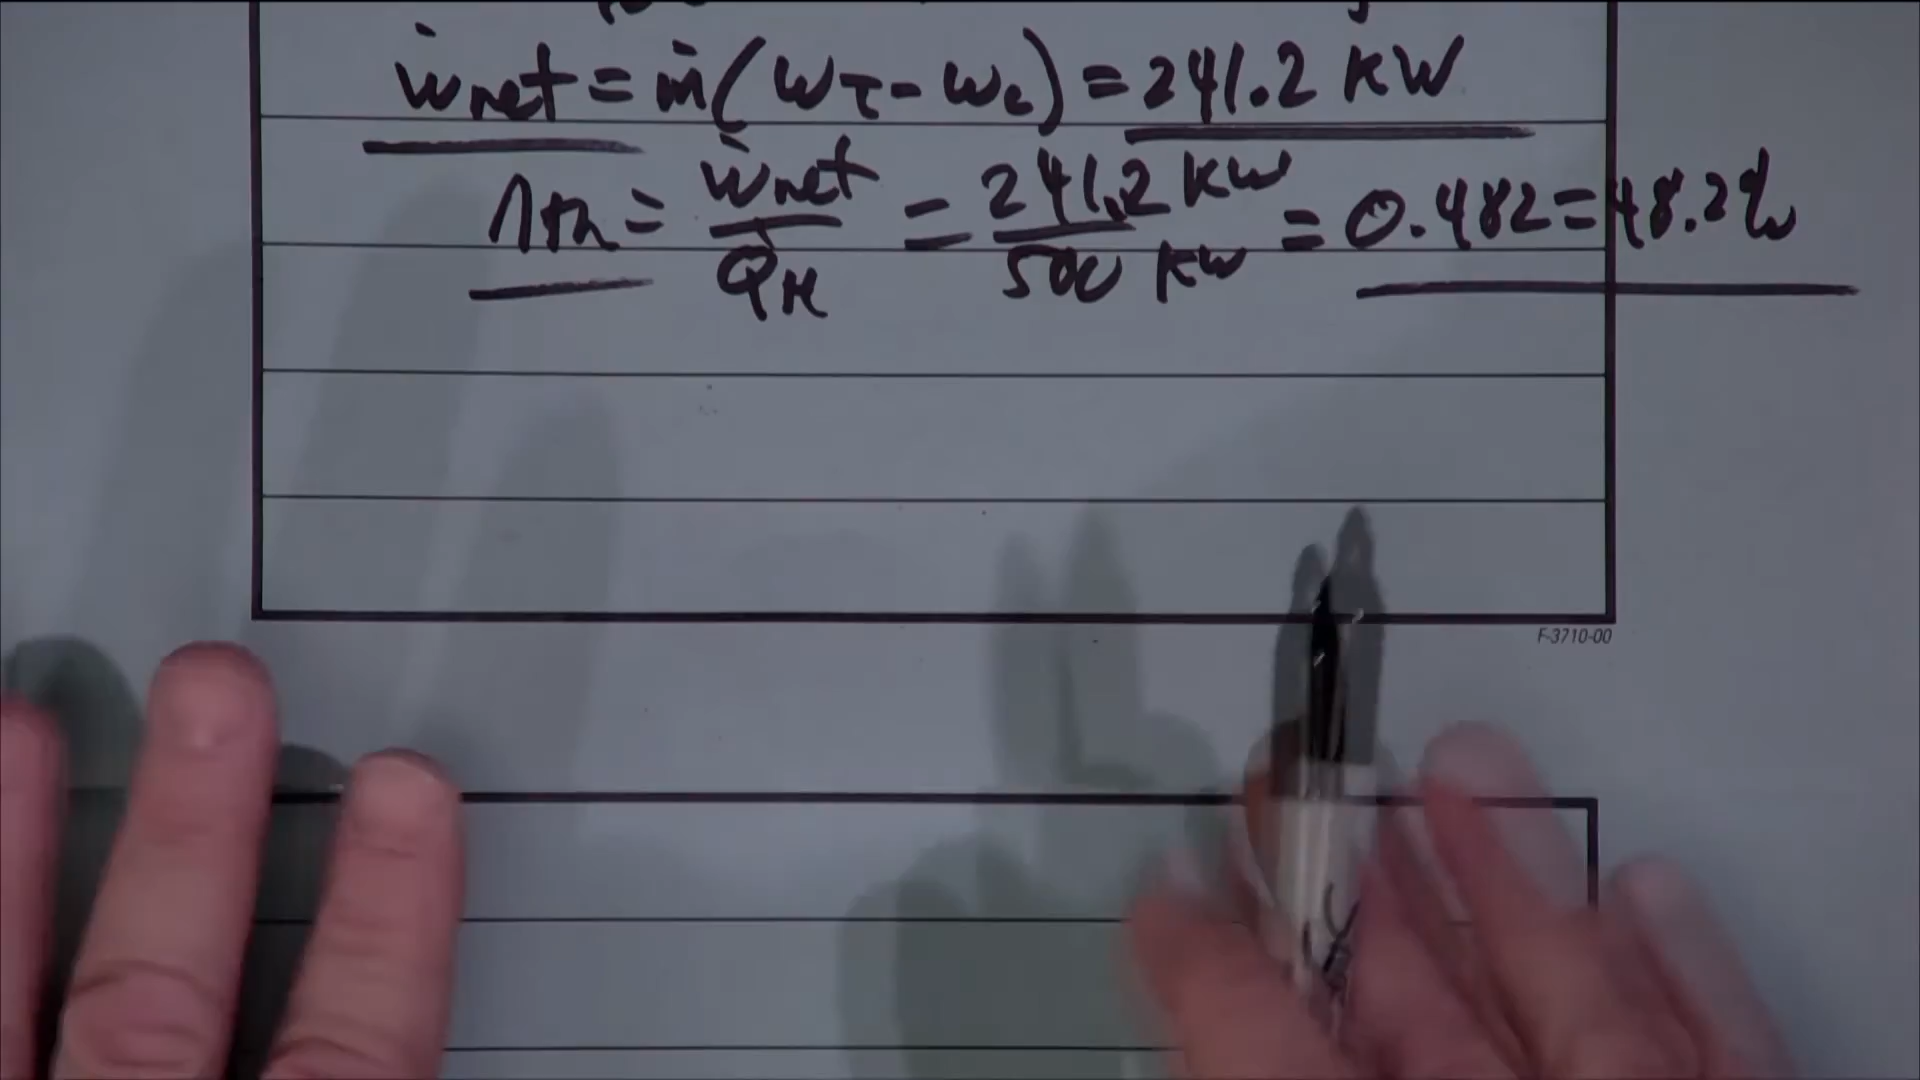 ẇnet = ṁ(wT - wc) = 241.2 kW
ηth = ẇnet / Q̇H = 241.2 kW / 500 kW = 0.482 = 48.2%
F-3710-00